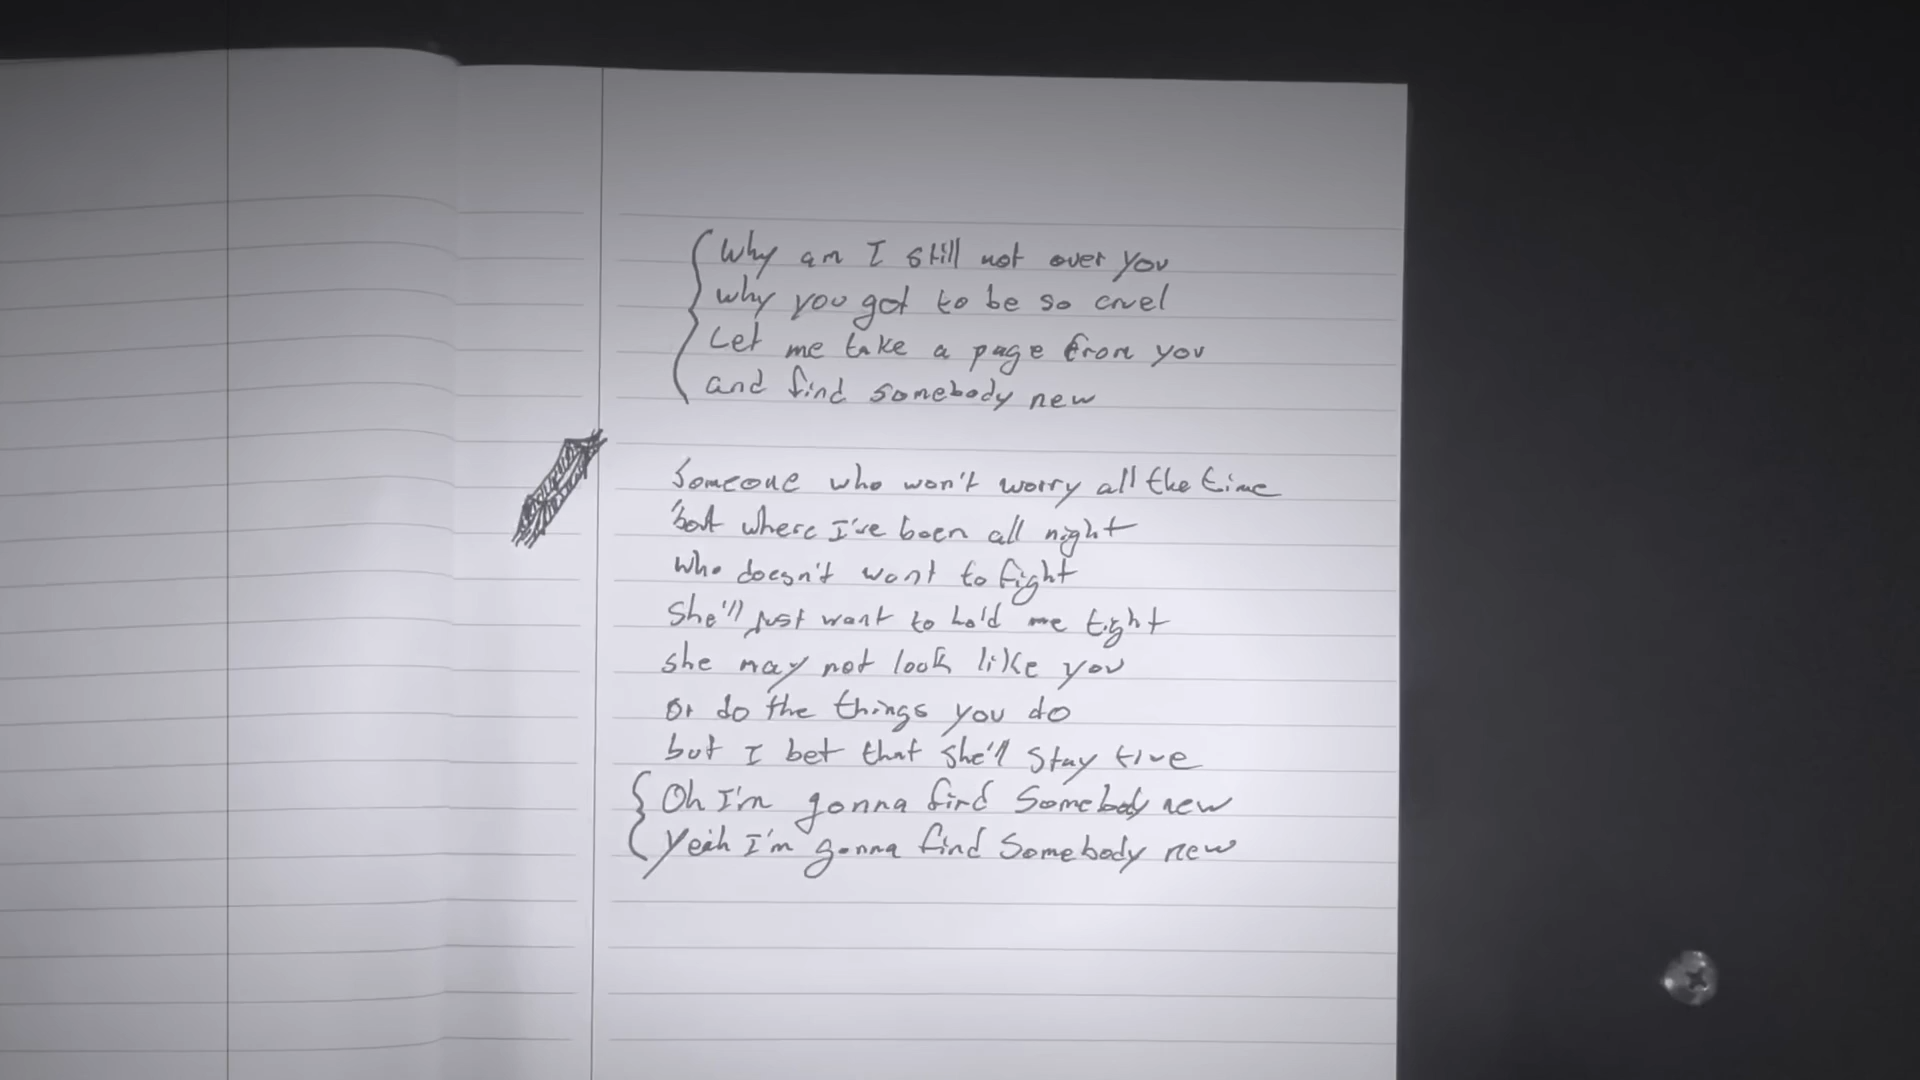 Why am I still not over you
why you got to be so cruel
Let me take a page from you
and find somebody new
Someone who won't worry all the time
'bout where I've been all night
who doesn't want to fight
She'll just want to hold me tight
she may not look like you
or do the things you do
but I bet that she'll stay true
Oh I'm gonna find Somebody new
Yeah I'm gonna find Somebody new